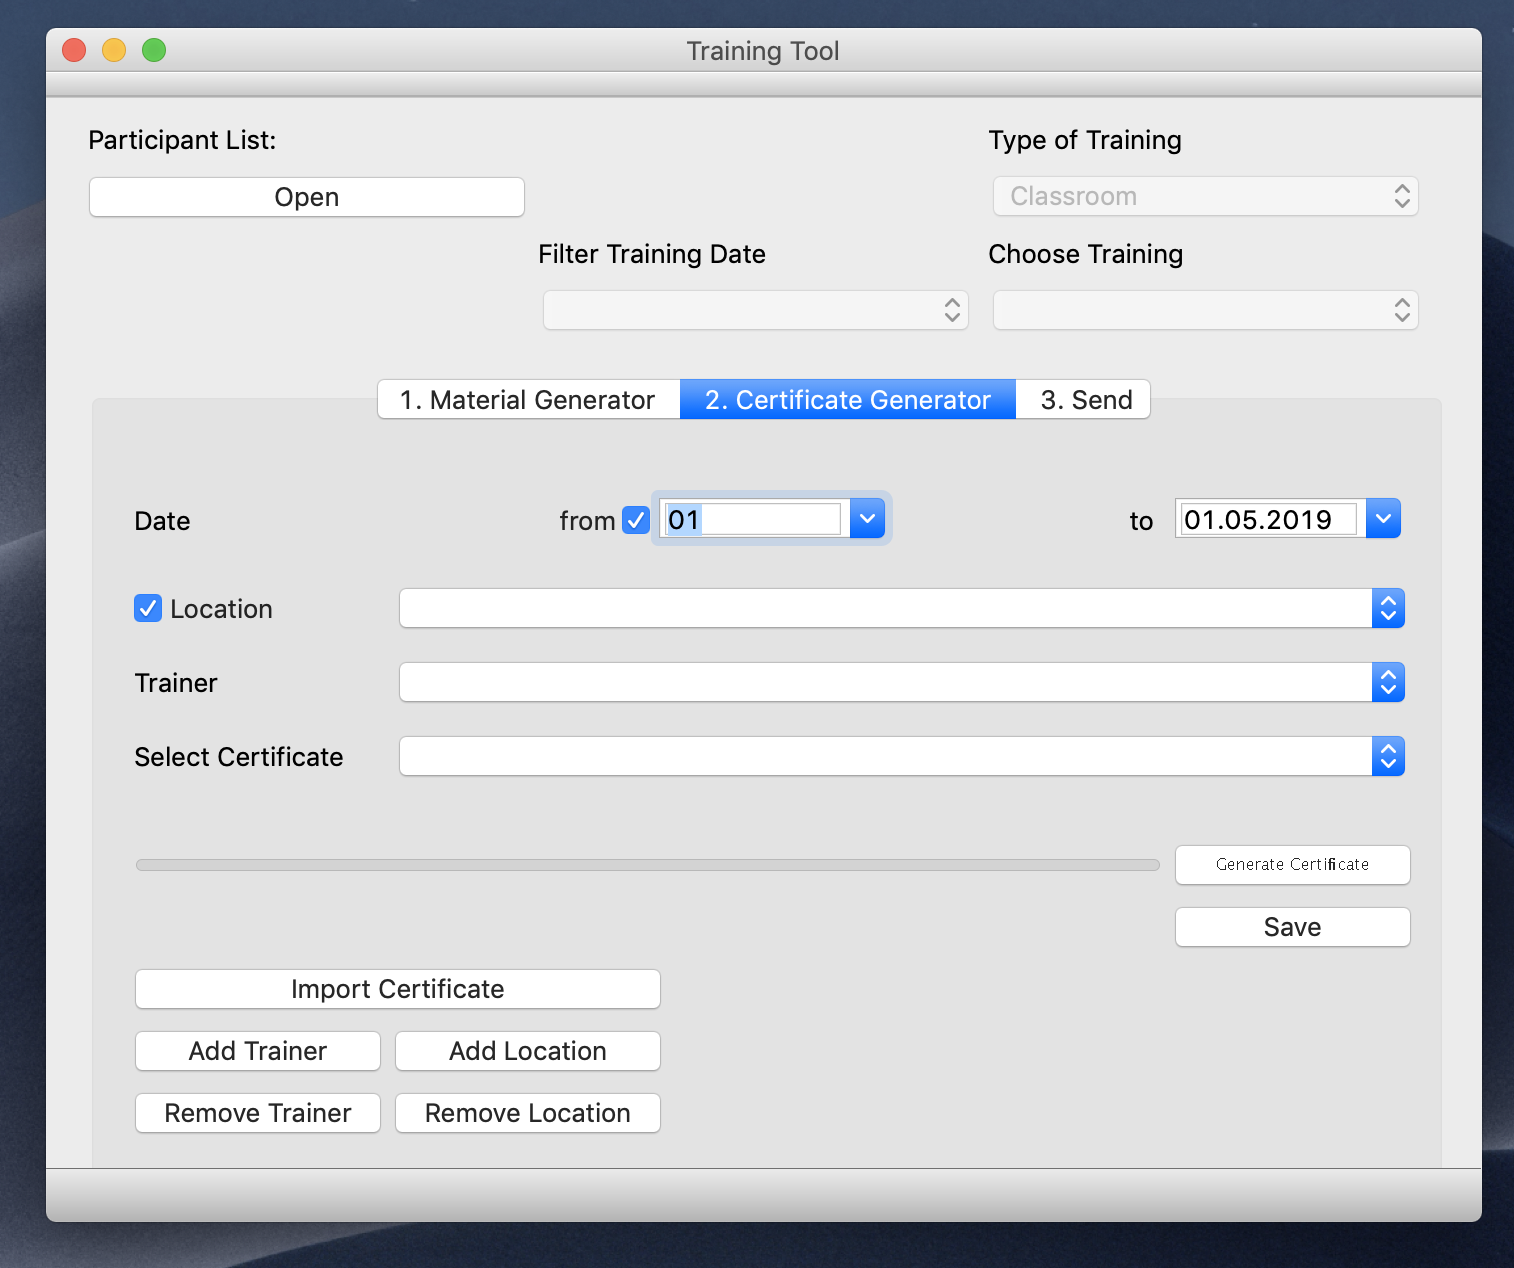 Training Tool
Participant List:
Type of Training
Open
Classroom
Filter Training Date
Choose Training
1. Material Generator
2. Certificate Generator
3. Send
Date
from
01
to
01.05.2019
Location
Trainer
Select Certificate
Generate Certificate
Save
Import Certificate
Add Trainer
Add Location
Remove Trainer
Remove Location